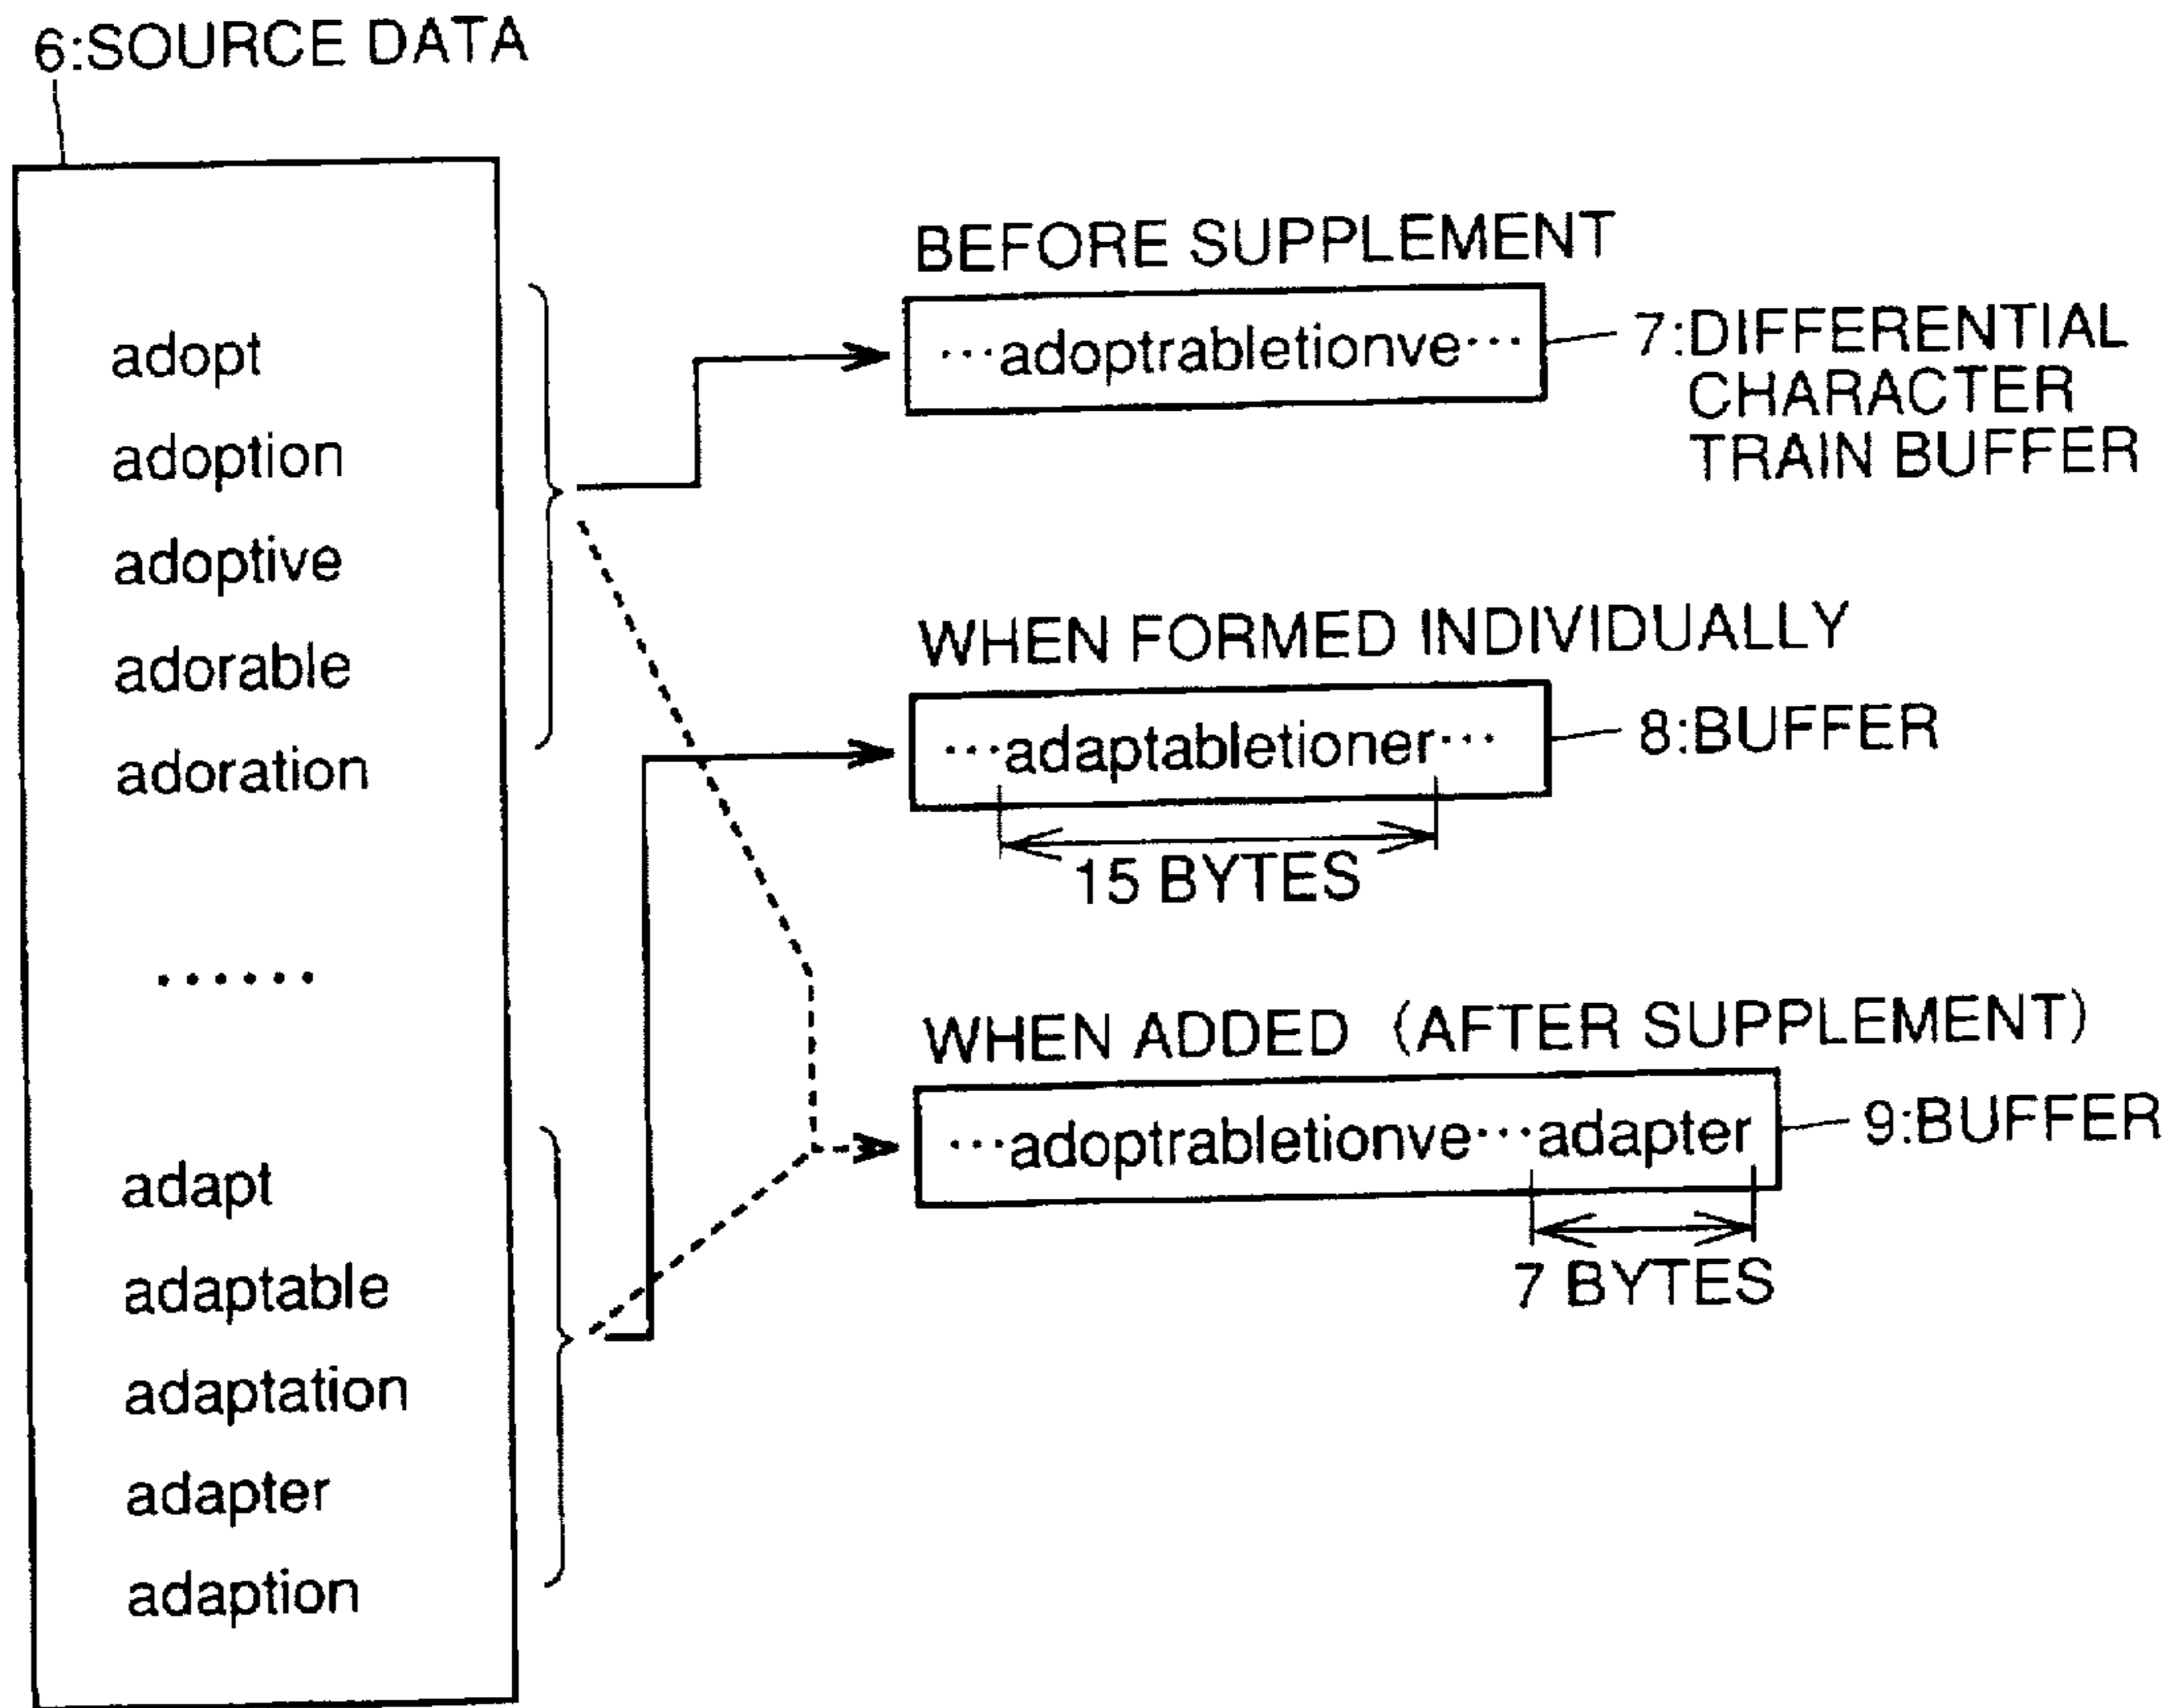 6:SOURCE DATA
adopt
adoption
adoptive
adorable
adoration
······
adapt
adaptable
adaptation
adapter
adaption
BEFORE SUPPLEMENT
···adoptrabletionve···
7:DIFFERENTIAL
CHARACTER
TRAIN BUFFER
WHEN FORMED INDIVIDUALLY
···adaptabletioner···
8:BUFFER
15 BYTES
WHEN ADDED (AFTER SUPPLEMENT)
···adoptrabletionve···adapter
9:BUFFER
7 BYTES